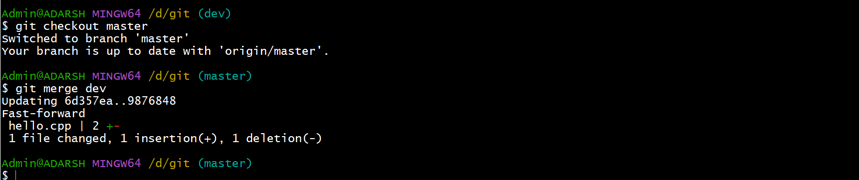 Admin@ADARSH MINGW64 /d/git (dev)
$ git checkout master
Switched to branch 'master'
Your branch is up to date with 'origin/master'.
Admin@ADARSH MINGW64 /d/git (master)
$ git merge dev
Updating 6d357ea..9876848
Fast-forward
 hello.cpp | 2 +-
 1 file changed, 1 insertion(+), 1 deletion(-)
Admin@ADARSH MINGW64 /d/git (master)
$